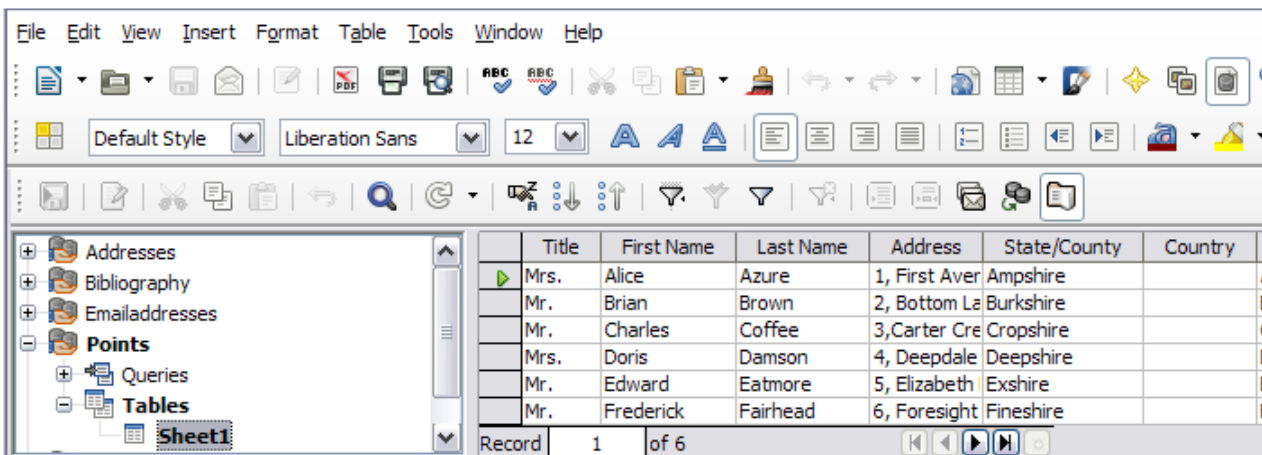 File Edit View Insert Format Table Tools Window Help
PDF ABC ABC
Default Style Liberation Sans 12 A A A
Z A
Addresses
Bibliography
Emailaddresses
Points
Queries
Tables
Sheet1
Title First Name Last Name Address State/County Country
Mrs. Alice Azure 1, First Aver Ampshire
Mr. Brian Brown 2, Bottom La Burkshire
Mr. Charles Coffee 3,Carter Cre Cropshire
Mrs. Doris Damson 4, Deepdale Deepshire
Mr. Edward Eatmore 5, Elizabeth Exshire
Mr. Frederick Fairhead 6, Foresight Fineshire
Record 1 of 6